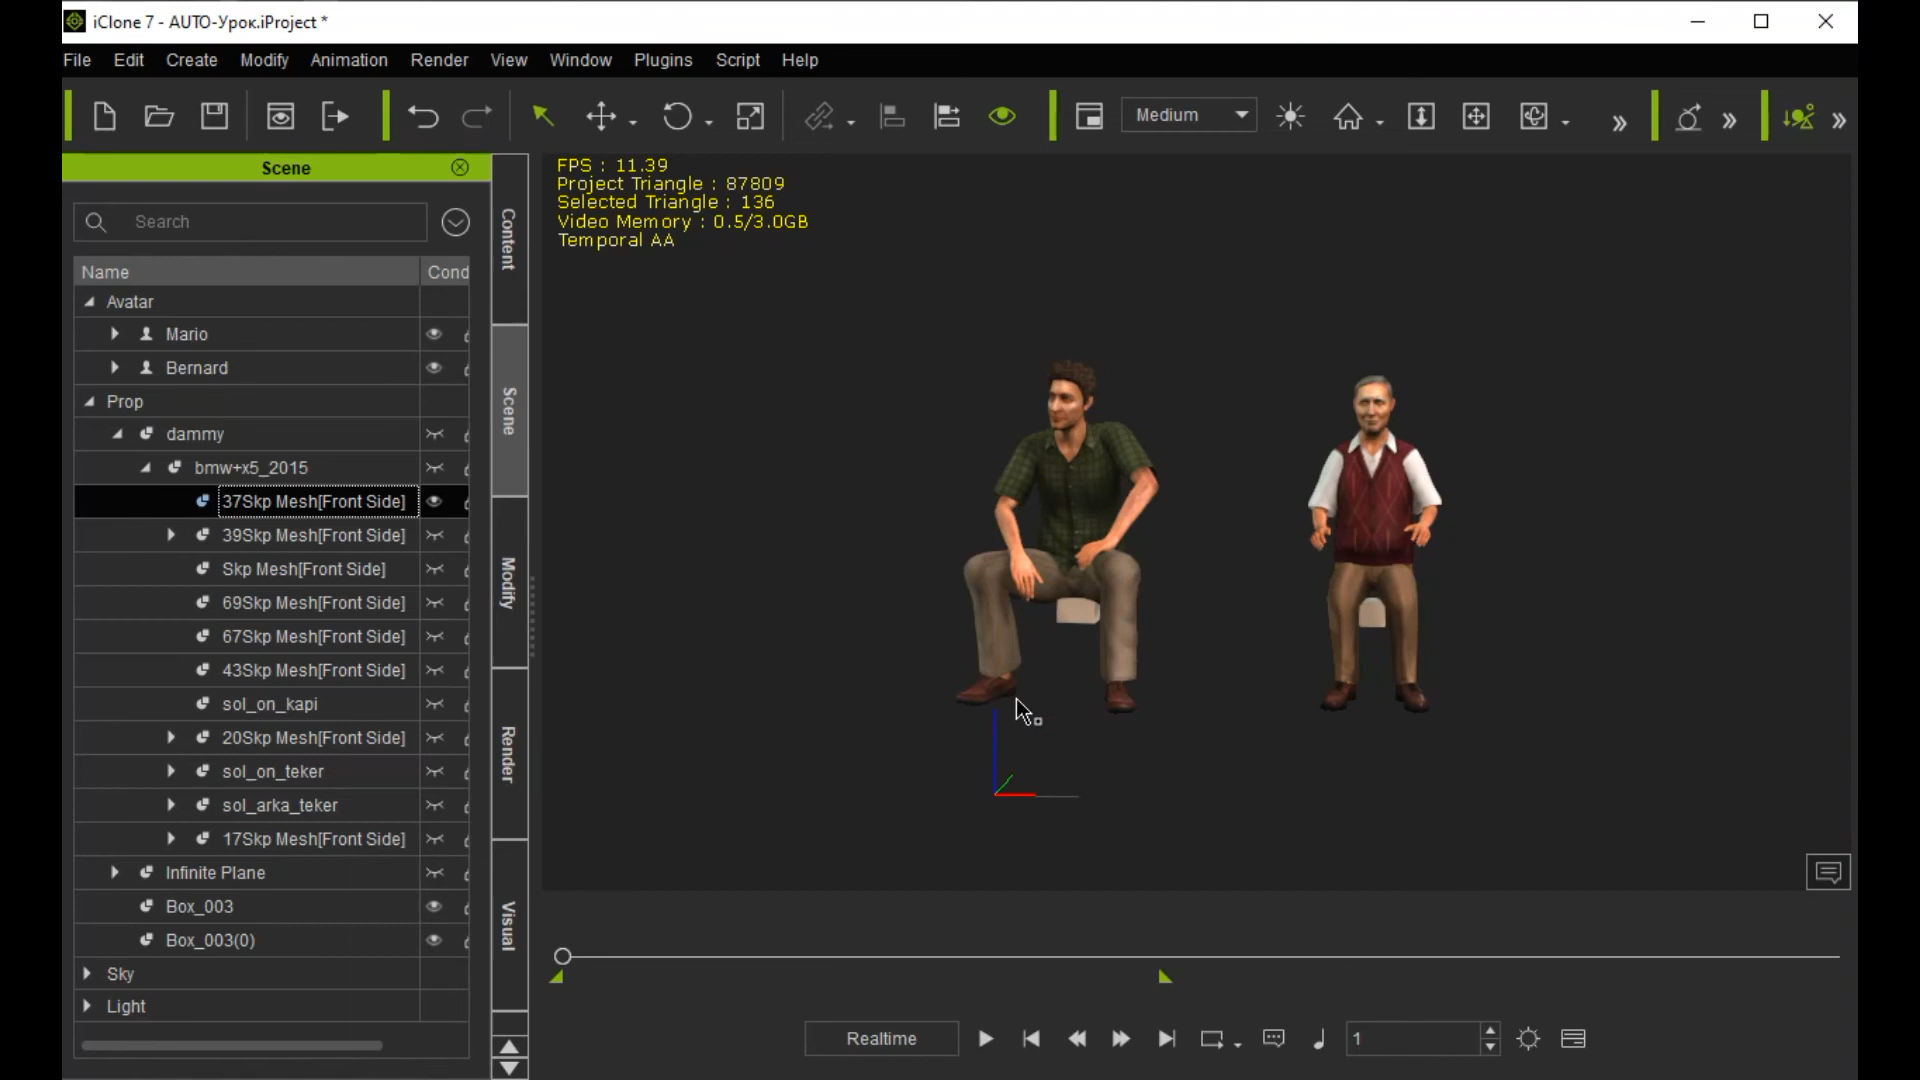 iClone 7 - AUTO-Урок.iProject *
File Edit Create Modify Animation Render View Window Plugins Script Help
Medium
Scene
Search
Name Cond
Avatar
Mario
Bernard
Prop
dammy
bmw+x5_2015
37Skp Mesh[Front Side]
39Skp Mesh[Front Side]
Skp Mesh[Front Side]
69Skp Mesh[Front Side]
67Skp Mesh[Front Side]
43Skp Mesh[Front Side]
sol_on_kapi
20Skp Mesh[Front Side]
sol_on_teker
sol_arka_teker
17Skp Mesh[Front Side]
Infinite Plane
Box_003
Box_003(0)
Sky
Light
Content
Scene
Modify
Render
Visual
FPS : 11.39
Project Triangle : 87809
Selected Triangle : 136
Video Memory : 0.5/3.0GB
Temporal AA
Realtime
1